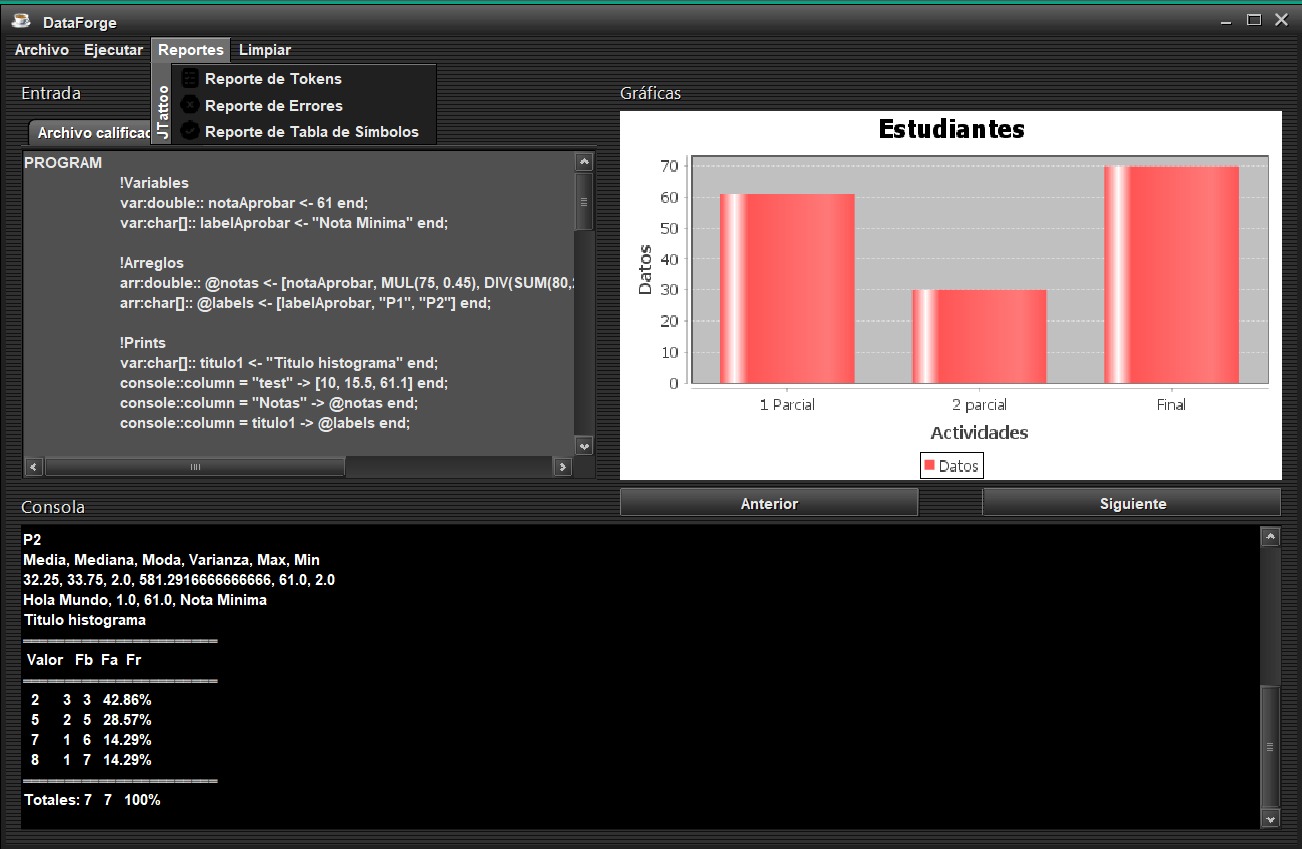 DataForge
Archivo Ejecutar Reportes Limpiar
JTattoo
Reporte de Tokens
Reporte de Errores
Reporte de Tabla de Simbolos
Entrada
Archivo calificac
PROGRAM
!Variables
var:double:: notaAprobar <- 61 end;
var:char[]:: labelAprobar <- "Nota Minima" end;
!Arreglos
arr:double:: @notas <- [notaAprobar, MUL(75, 0.45), DIV(SUM(80,
arr:char[]:: @labels <- [labelAprobar, "P1", "P2"] end;
!Prints
var:char[]:: titulo1 <- "Titulo histograma" end;
console::column = "test" -> [10, 15.5, 61.1] end;
console::column = "Notas" -> @notas end;
console::column = titulo1 -> @labels end;
Gráficas
Estudiantes
Datos
70
60
50
40
30
20
10
0
1 Parcial 2 parcial Final
Actividades
Datos
Anterior Siguiente
Consola
P2
Media, Mediana, Moda, Varianza, Max, Min
32.25, 33.75, 2.0, 581.2916666666666, 61.0, 2.0
Hola Mundo, 1.0, 61.0, Nota Minima
Titulo histograma
Valor Fb Fa Fr
2 3 3 42.86%
5 2 5 28.57%
7 1 6 14.29%
8 1 7 14.29%
Totales: 7 7 100%